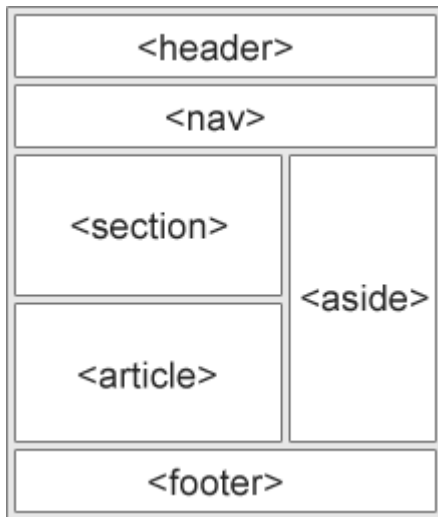 <header>
<nav>
<section>
<aside>
<article>
<footer>